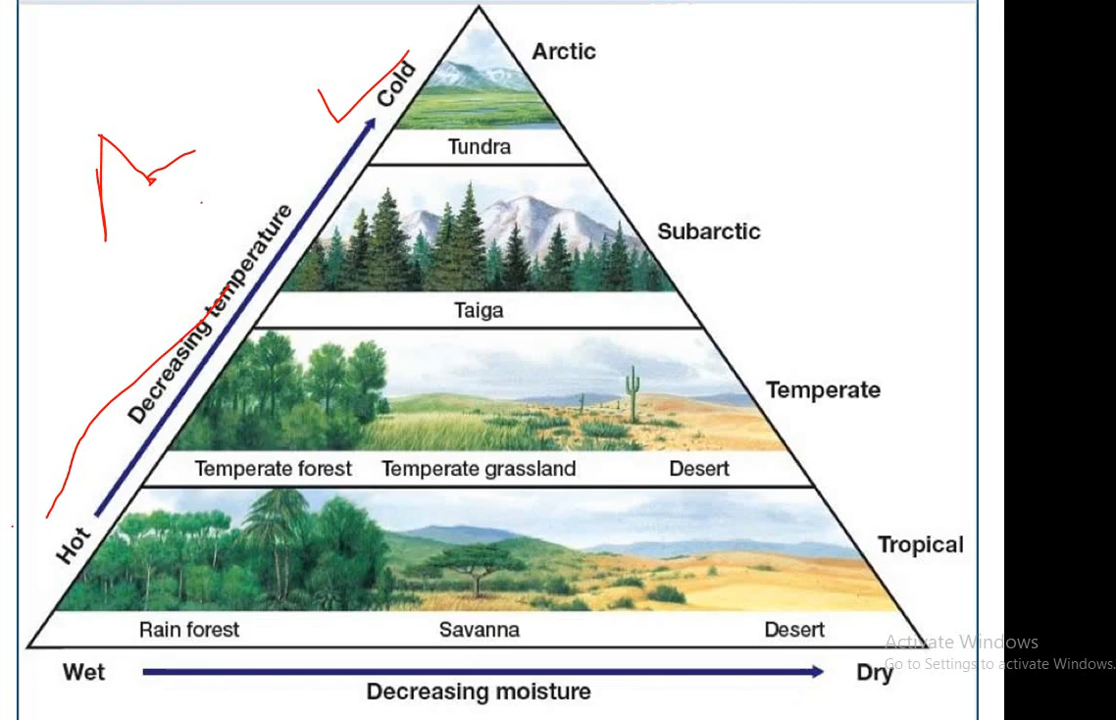 Arctic
Cold
Tundra
Decreasing temperature
Subarctic
Taiga
Temperate
Temperate forest Temperate grassland Desert
Hot
Tropical
Rain forest Savanna Desert
Activate Windows
Go to Settings to activate Windows.
Wet Dry
Decreasing moisture